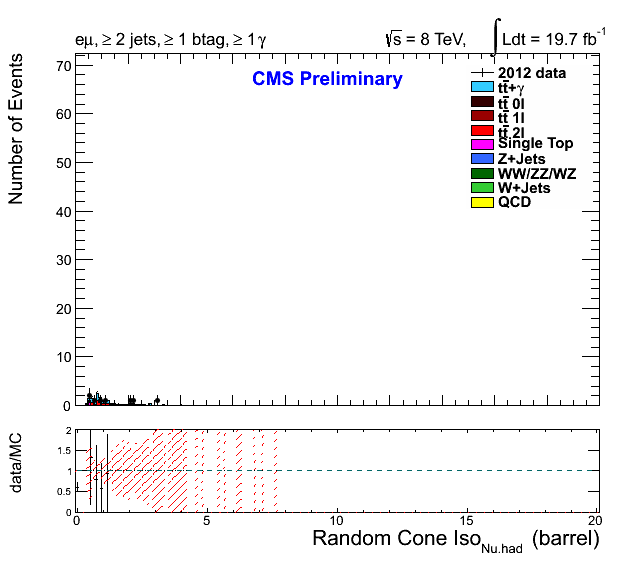 eμ, ≥ 2 jets, ≥ 1 btag, ≥ 1 γ
√s = 8 TeV, ∫ Ldt = 19.7 fb⁻¹
CMS Preliminary
2012 data
tt̄+γ
tt̄ 0l
tt̄ 1l
tt̄ 2l
Single Top
Z+Jets
WW/ZZ/WZ
W+Jets
QCD
Number of Events
70
60
50
40
30
20
10
0
data/MC
2
1.5
1
0.5
0
0 5 10 15 20
Random Cone Iso_Nu.had (barrel)